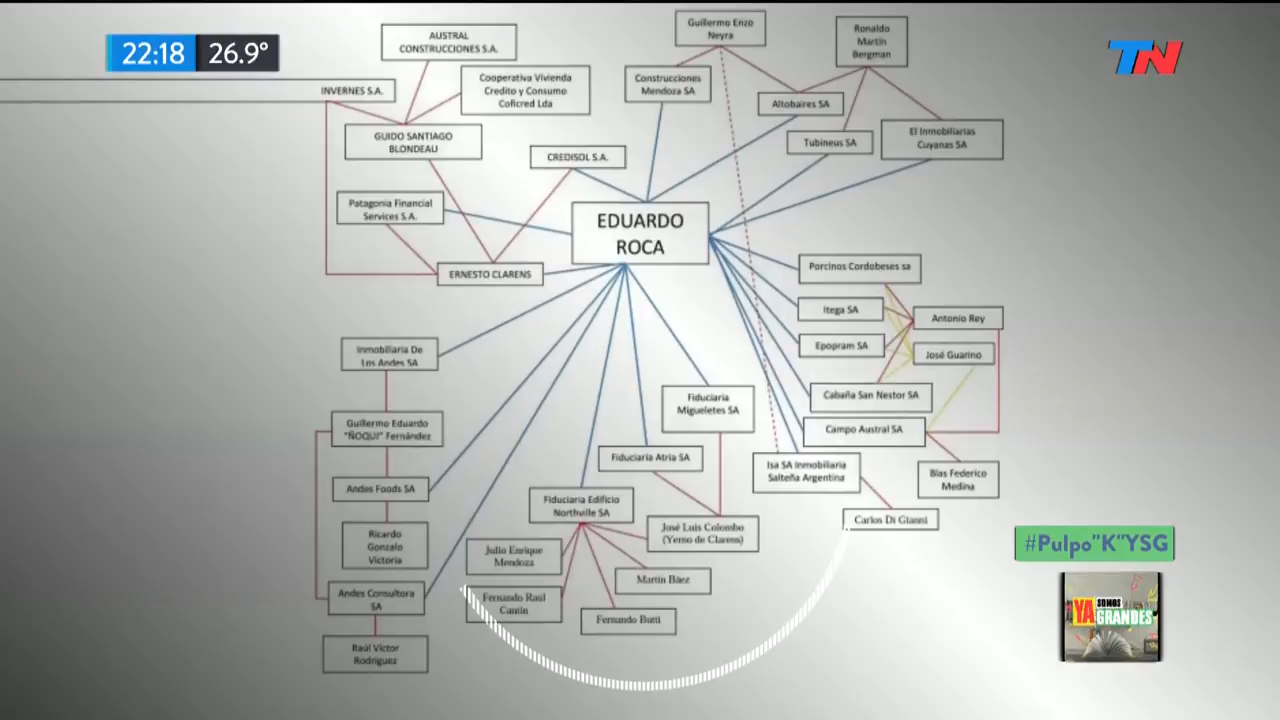 22:18 26.9°
TN
AUSTRAL
CONSTRUCCIONES S.A.
Guillermo Enzo
Neyra
Ronaldo
Martín
Bergman
INVERNES S.A.
Cooperativa Vivienda
Credito y Consumo
Coficred Lda
Construcciones
Mendoza SA
Altobaires SA
GUIDO SANTIAGO
BLONDEAU
CREDISOL S.A.
Tubineus SA
El Inmobiliarias
Cuyanas SA
Patagonia Financial
Services S.A.
EDUARDO
ROCA
ERNESTO CLARENS
Porcinos Cordobeses sa
Itega SA
Antonio Rey
Epopram SA
José Guarino
Inmobiliaria De
Los Andes SA
Cabaña San Nestor SA
Fiduciaria
Migueletes SA
Guillermo Eduardo
"ÑOQUI" Fernández
Campo Austral SA
Fiduciaria Atria SA
Isa SA Inmobiliaria
Salteña Argentina
Blas Federico
Medina
Andes Foods SA
Fiduciaria Edificio
Northville SA
Carlos Di Gianni
Ricardo
Gonzalo
Victoria
José Luis Colombo
(Yerno de Clarens)
Julio Enrique
Mendoza
Martín Báez
Andes Consultora
SA
Fernando Raúl
Cantín
Fernando Butti
Raúl Víctor
Rodríguez
#Pulpo"K"YSG
YA SOMOS
GRANDES